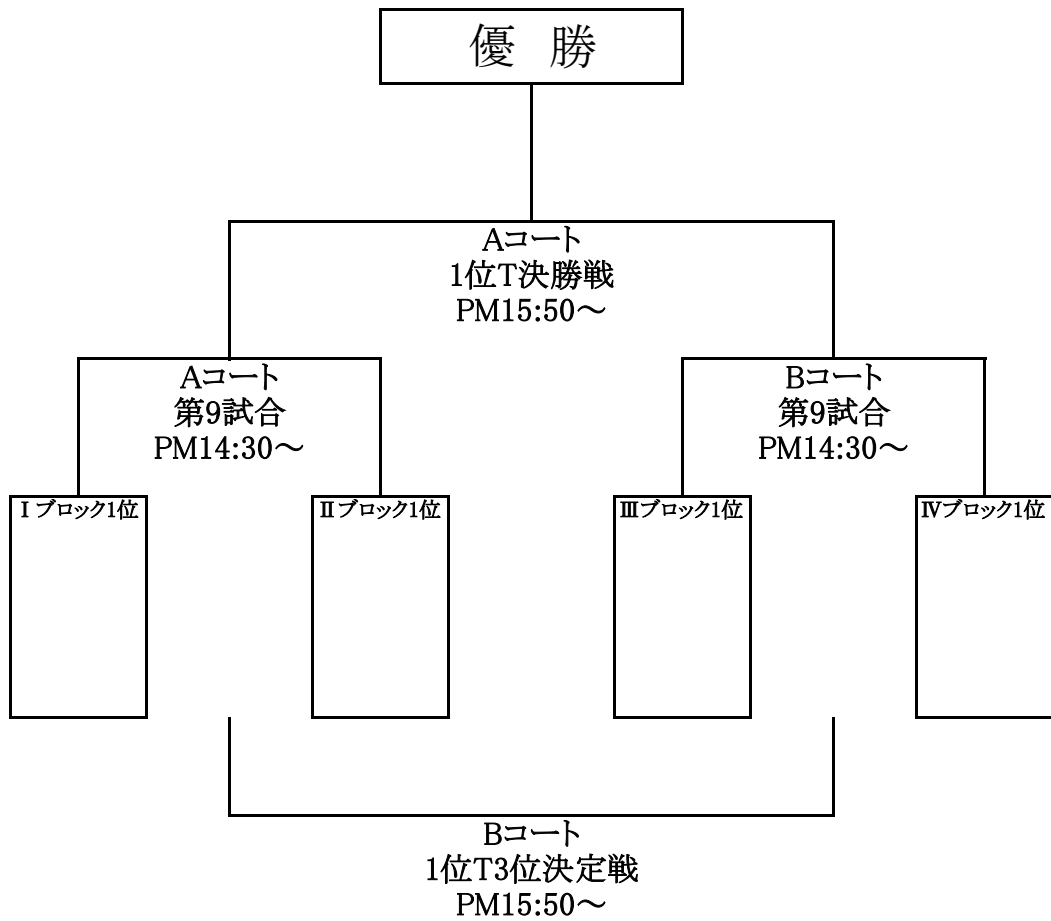 優 勝
Aコート
1位T決勝戦
PM15:50～
Aコート
第9試合
PM14:30～
Bコート
第9試合
PM14:30～
Ⅰブロック1位
Ⅱブロック1位
Ⅲブロック1位
Ⅳブロック1位
Bコート
1位T3位決定戦
PM15:50～